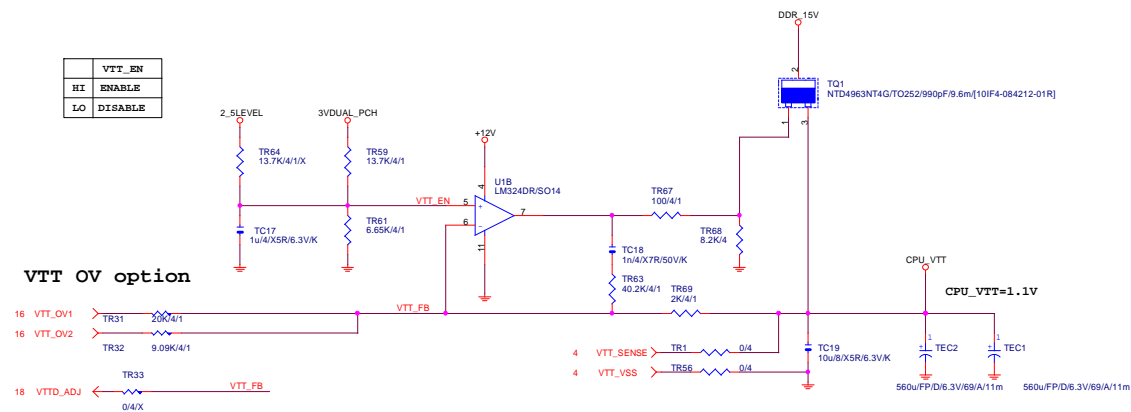 DDR_15V
2
TQ1
NTD4963NT4G/TO252/990pF/9.6m/[10IF4-084212-01R]
1
3
VTT_EN
HI ENABLE
LO DISABLE
2_5LEVEL
3VDUAL_PCH
+12V
TR64
13.7K/4/1/X
TR59
13.7K/4/1
4
U1B
LM324DR/SO14
VTT_EN
5
+
6
-
7
11
TR67
100/4/1
TR61
6.65K/4/1
TC17
1u/4/X5R/6.3V/K
TR68
8.2K/4
TC18
1n/4/X7R/50V/K
TR63
40.2K/4/1
TR69
2K/4/1
CPU_VTT
CPU_VTT=1.1V
VTT OV option
16 VTT_OV1
TR31
20K/4/1
VTT_FB
16 VTT_OV2
TR32
9.09K/4/1
4 VTT_SENSE
TR1
0/4
4 VTT_VSS
TR56
0/4
TC19
10u/8/X5R/6.3V/K
1
+
TEC2
560u/FP/D/6.3V/69/A/11m
1
+
TEC1
560u/FP/D/6.3V/69/A/11m
18 VTTD_ADJ
TR33
0/4/X
VTT_FB